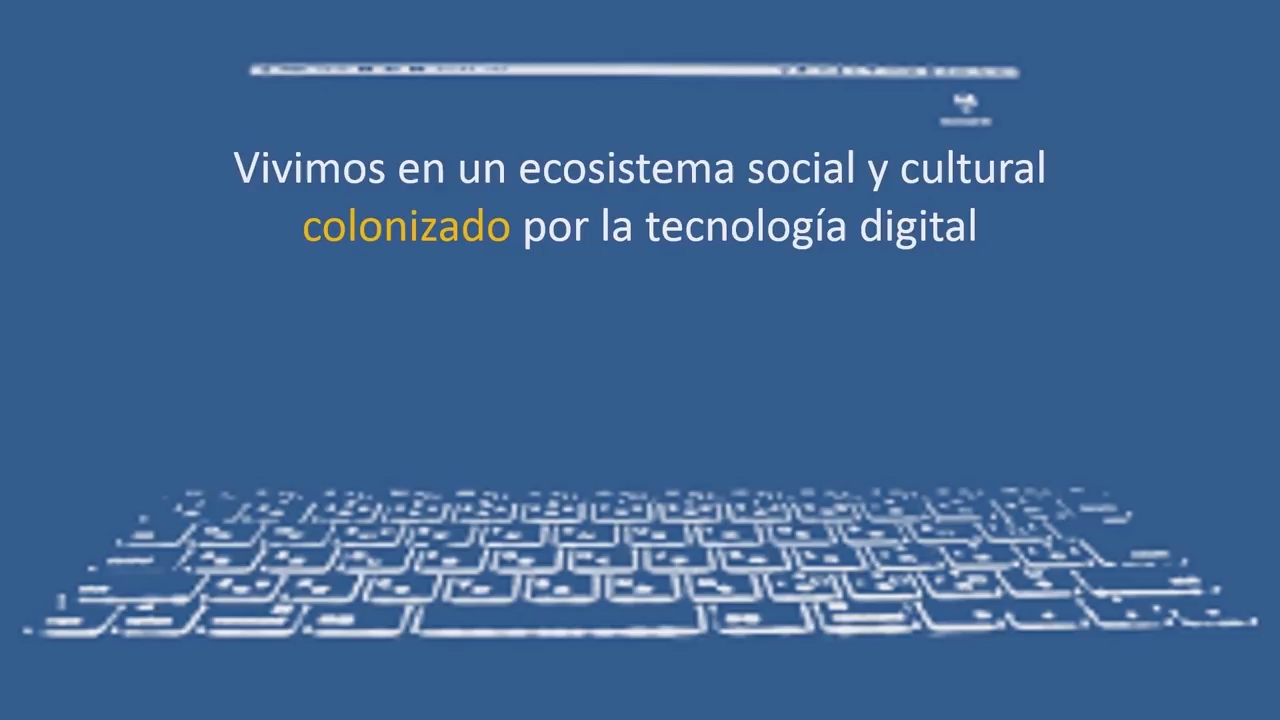 Vivimos en un ecosistema social y cultural
colonizado por la tecnología digital